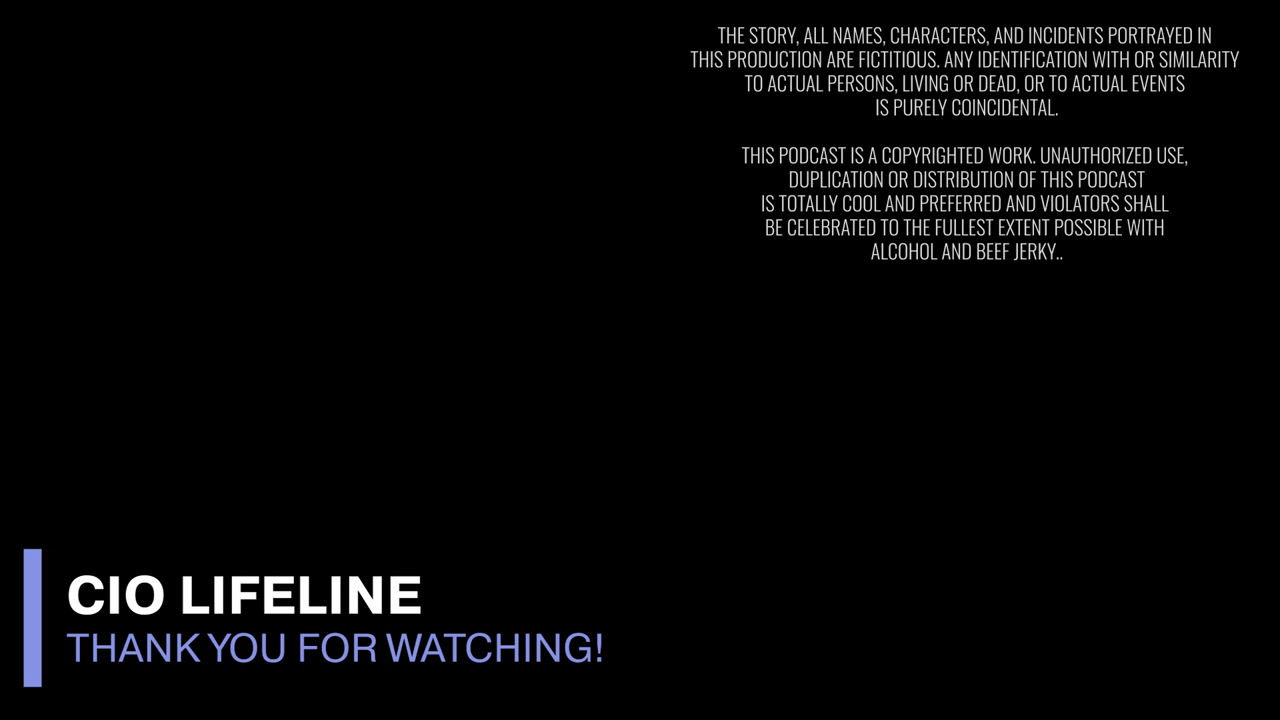 THE STORY, ALL NAMES, CHARACTERS, AND INCIDENTS PORTRAYED IN
THIS PRODUCTION ARE FICTITIOUS. ANY IDENTIFICATION WITH OR SIMILARITY
TO ACTUAL PERSONS, LIVING OR DEAD, OR TO ACTUAL EVENTS
IS PURELY COINCIDENTAL.
THIS PODCAST IS A COPYRIGHTED WORK. UNAUTHORIZED USE,
DUPLICATION OR DISTRIBUTION OF THIS PODCAST
IS TOTALLY COOL AND PREFERRED AND VIOLATORS SHALL
BE CELEBRATED TO THE FULLEST EXTENT POSSIBLE WITH
ALCOHOL AND BEEF JERKY..
CIO LIFELINE
THANK YOU FOR WATCHING!